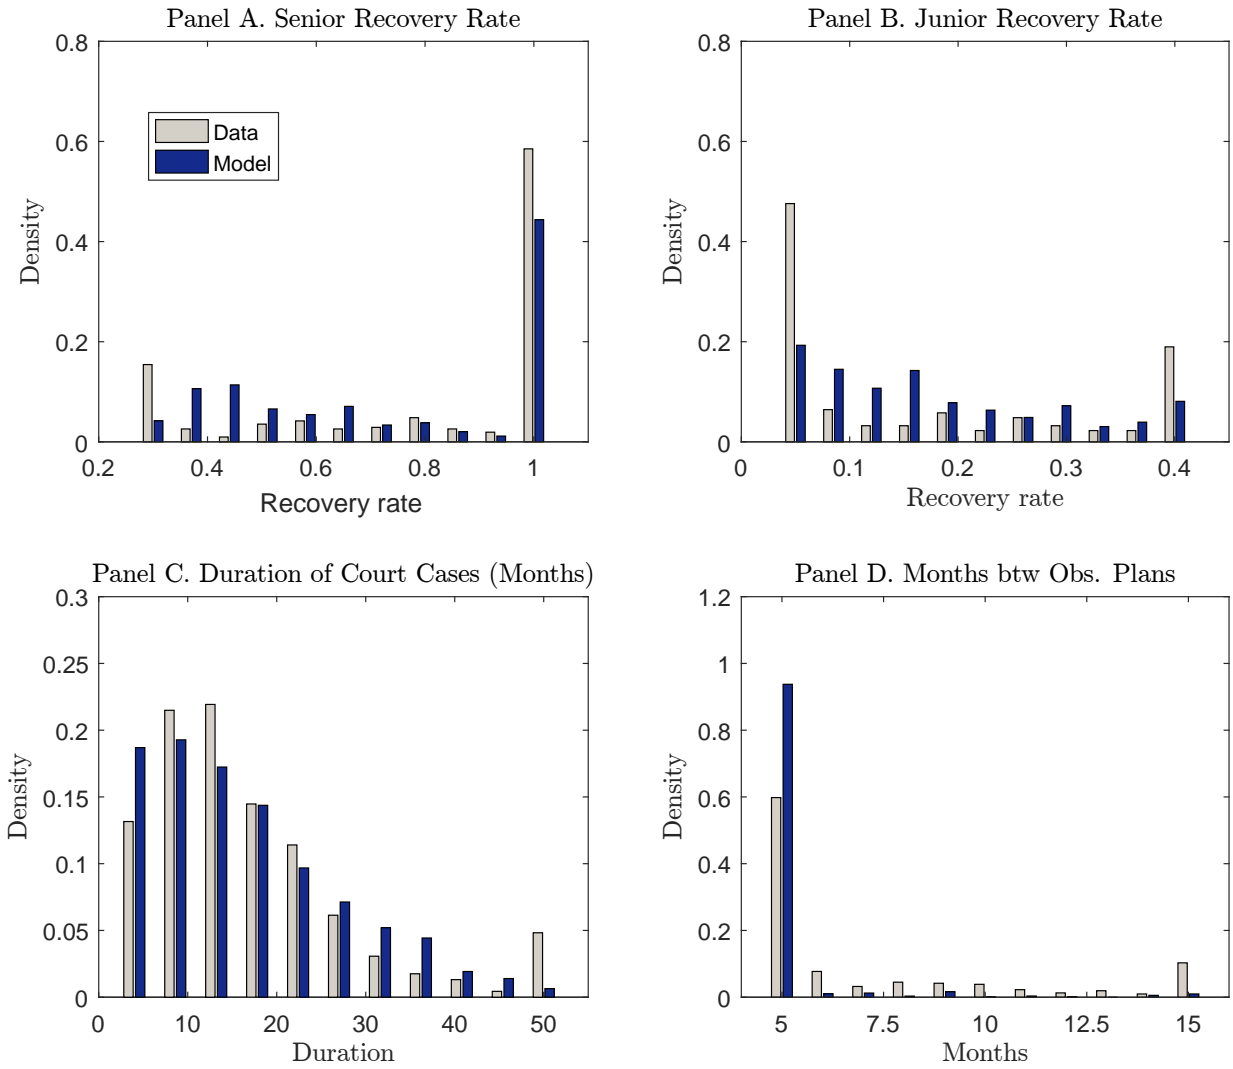 Panel A. Senior Recovery Rate
0.8
0.6
0.4
0.2
0
Density
Data
Model
0.2 0.4 0.6 0.8 1
Recovery rate
Panel B. Junior Recovery Rate
0.8
0.6
0.4
0.2
0
Density
0 0.1 0.2 0.3 0.4
Recovery rate
Panel C. Duration of Court Cases (Months)
0.3
0.25
0.2
0.15
0.1
0.05
0
Density
0 10 20 30 40 50
Duration
Panel D. Months btw Obs. Plans
1.2
1
0.8
0.6
0.4
0.2
0
Density
5 7.5 10 12.5 15
Months